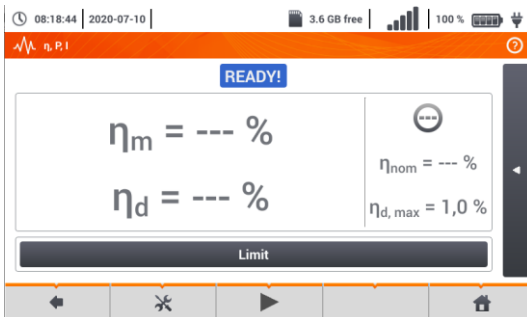 08:18:44 2020-07-10 3.6 GB free 100 %
η, P, I
READY!
ηm = --- %
ηd = --- %
---
ηnom = --- %
ηd, max = 1,0 %
Limit